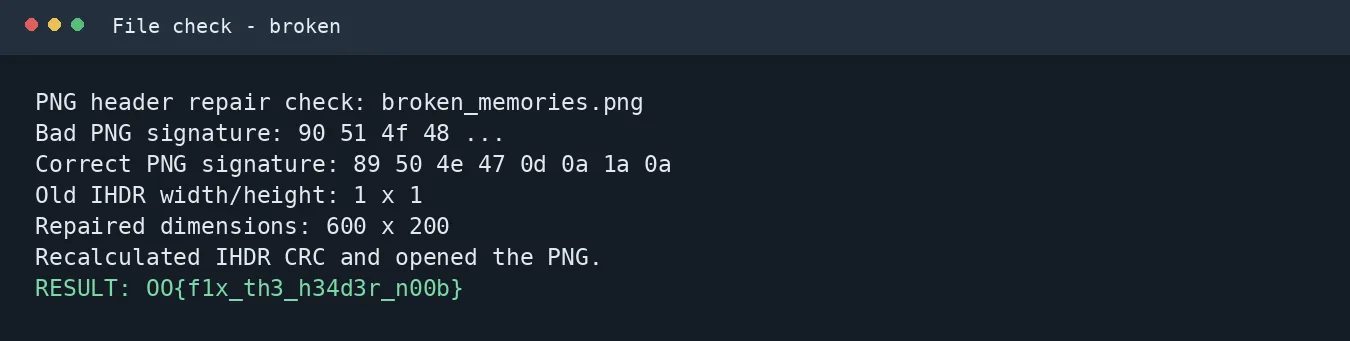 File check - broken
PNG header repair check: broken_memories.png
Bad PNG signature: 90 51 4f 48 ...
Correct PNG signature: 89 50 4e 47 0d 0a 1a 0a
Old IHDR width/height: 1 x 1
Repaired dimensions: 600 x 200
Recalculated IHDR CRC and opened the PNG.
RESULT: OO{f1x_th3_h34d3r_n00b}